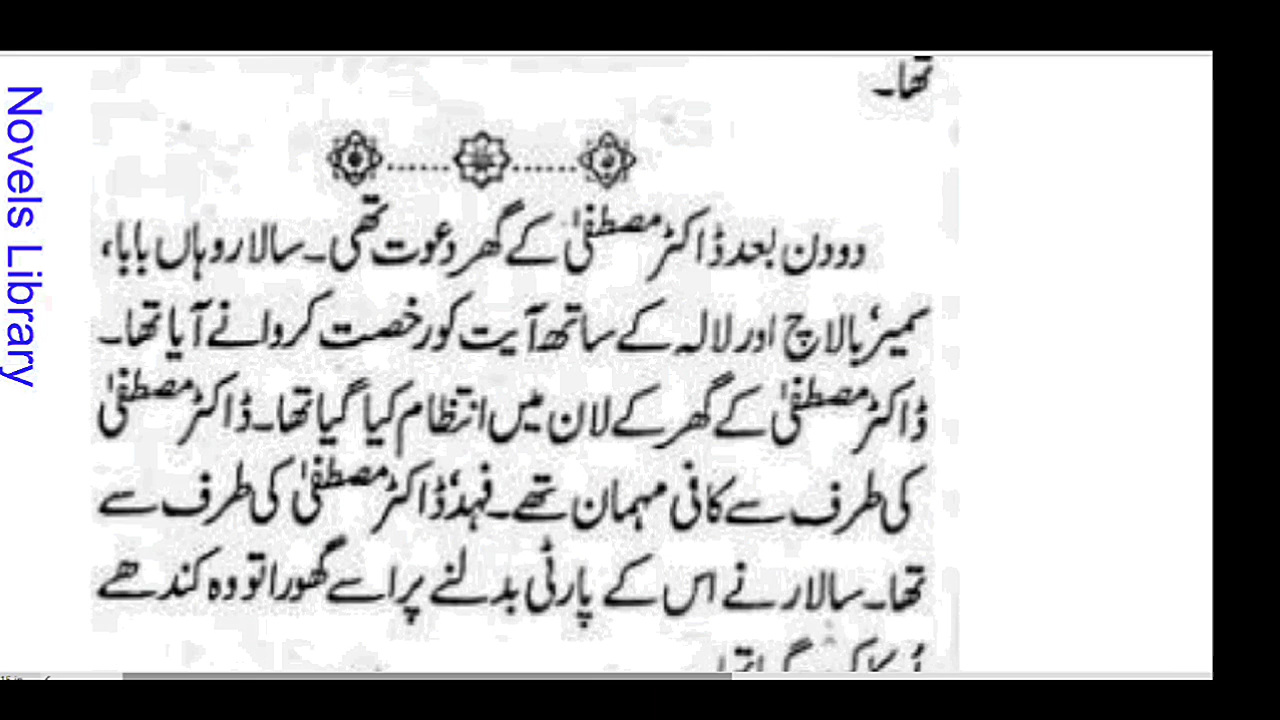 تھا۔
دو دن بعد ڈاکٹر مصطفیٰ کے گھر دعوت تھی۔ سالار وہاں بابا،
سمیر، بالاچ اور لالہ کے ساتھ آیت کو رخصت کروانے آیا تھا۔
ڈاکٹر مصطفیٰ کے گھر کے لان میں انتظام کیا گیا تھا۔ ڈاکٹر مصطفیٰ
کی طرف سے کافی مہمان تھے۔ فہد، ڈاکٹر مصطفیٰ کی طرف سے
تھا۔ سالار نے اس کے پارٹی بدلنے پر اسے گھورا تو وہ کندھے
Novels Library